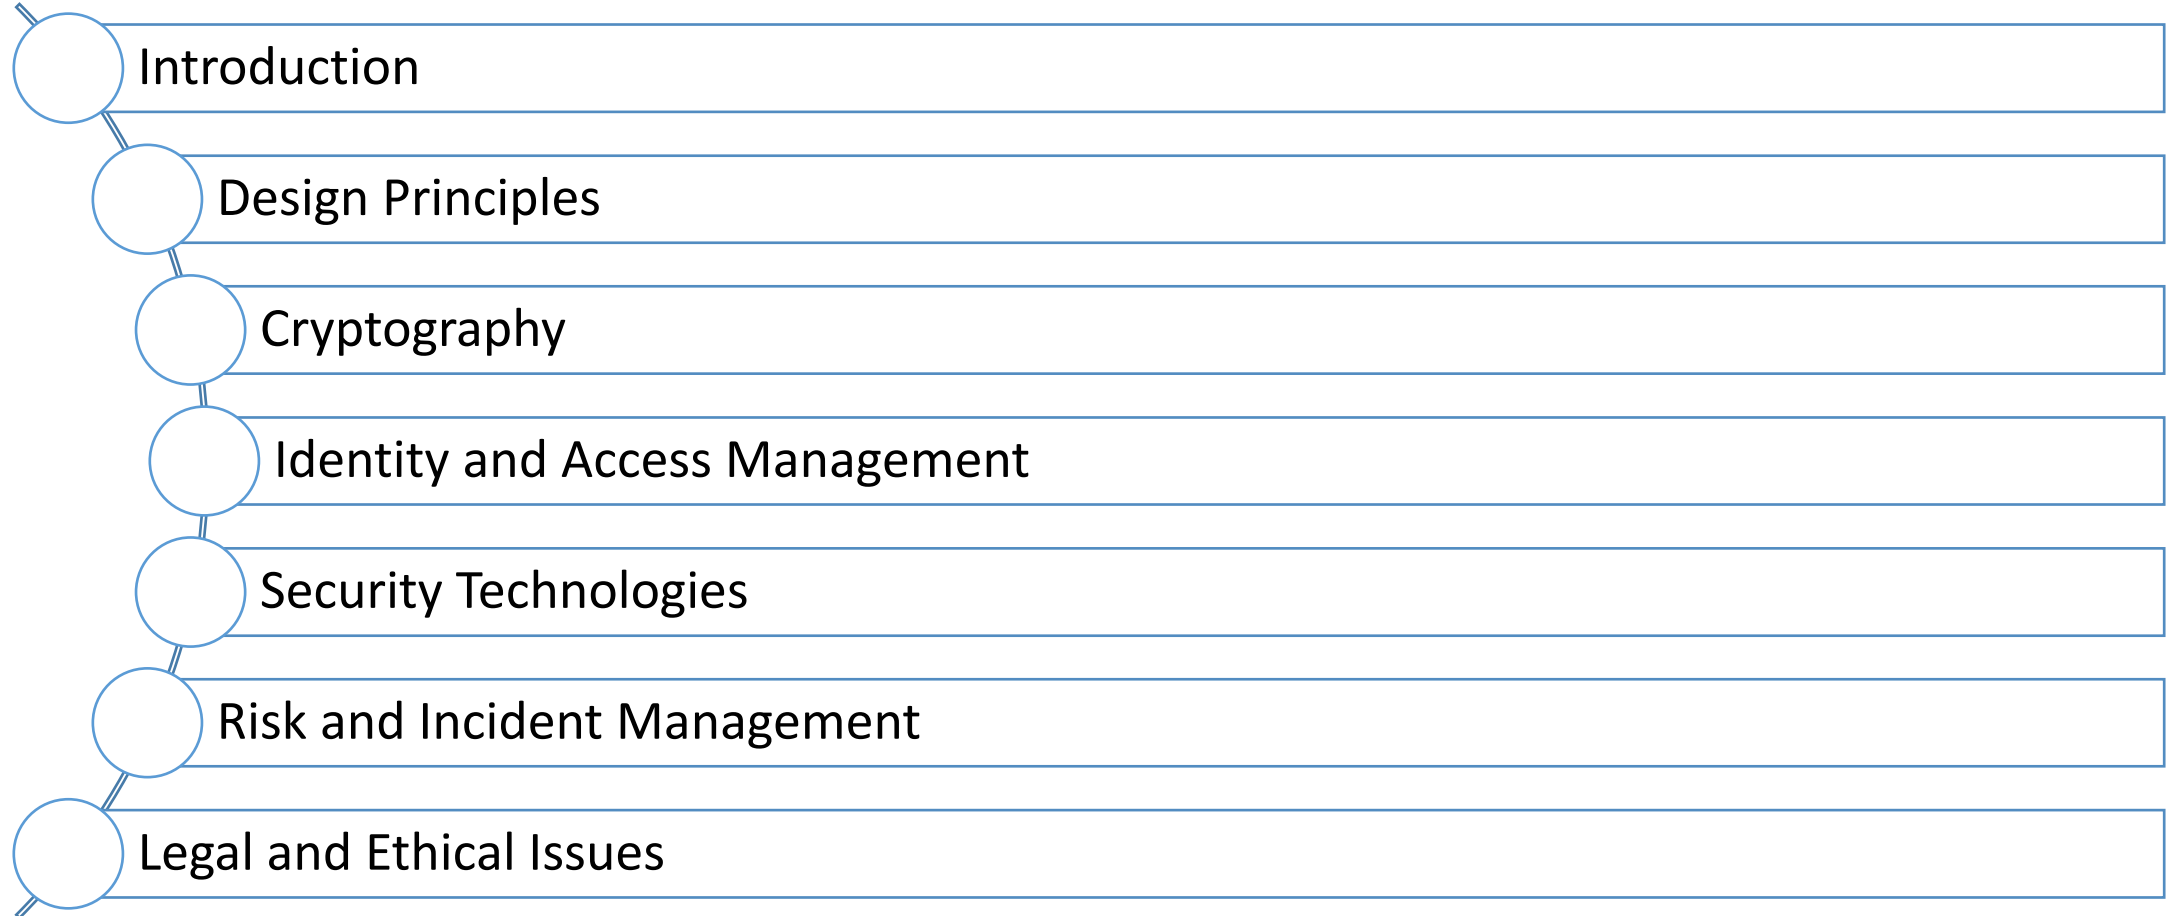 Introduction
Design Principles
Cryptography
Identity and Access Management
Security Technologies
Risk and Incident Management
Legal and Ethical Issues